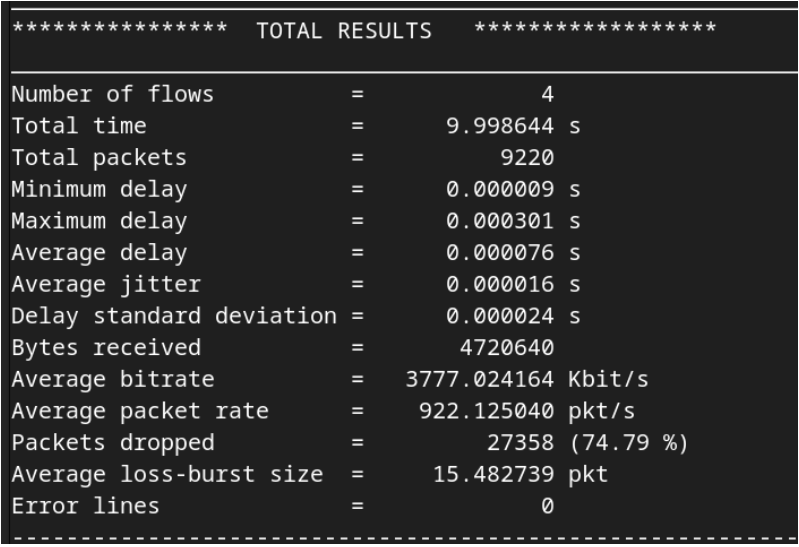 **************** TOTAL RESULTS ******************
Number of flows = 4
Total time = 9.998644 s
Total packets = 9220
Minimum delay = 0.000009 s
Maximum delay = 0.000301 s
Average delay = 0.000076 s
Average jitter = 0.000016 s
Delay standard deviation = 0.000024 s
Bytes received = 4720640
Average bitrate = 3777.024164 Kbit/s
Average packet rate = 922.125040 pkt/s
Packets dropped = 27358 (74.79 %)
Average loss-burst size = 15.482739 pkt
Error lines = 0
----------------------------------------------------------